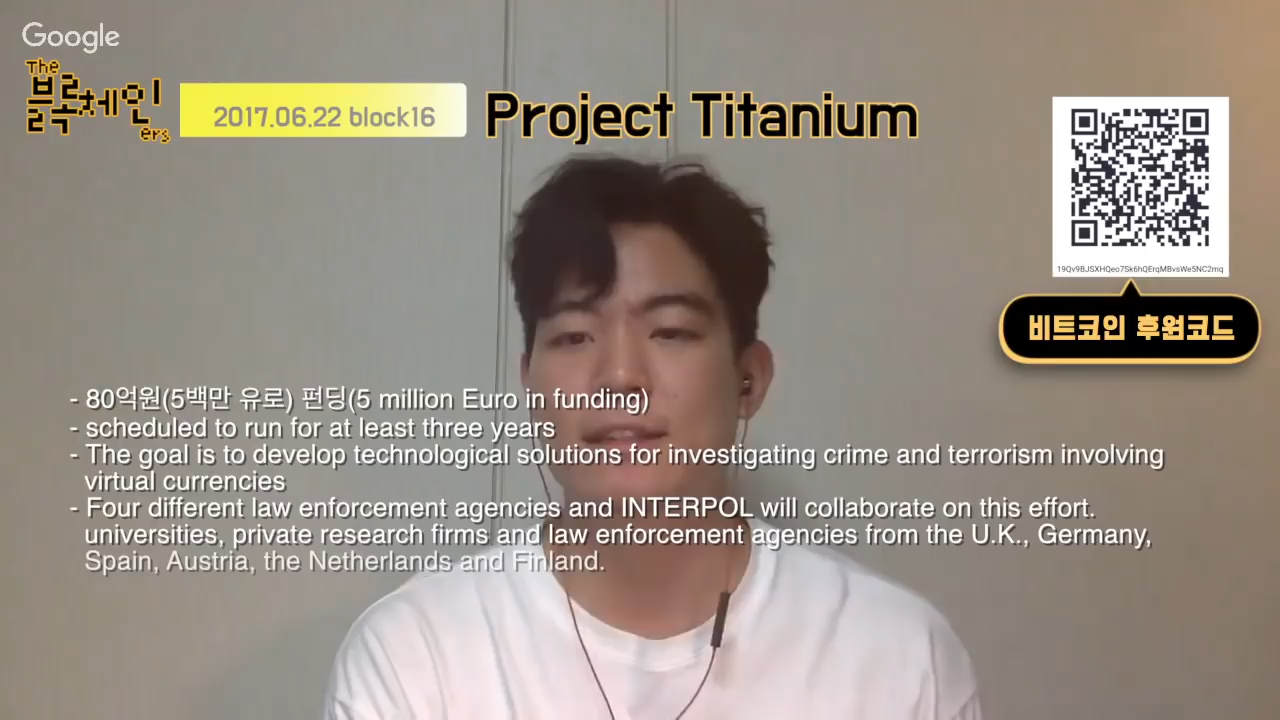 Google
The
블록체인
ers
2017.06.22 block16
Project Titanium
19Qv9BJSXHQeo7Sk6hQErqMBvsWe5NC2mq
비트코인 후원코드
- 80억원(5백만 유로) 펀딩(5 million Euro in funding)
- scheduled to run for at least three years
- The goal is to develop technological solutions for investigating crime and terrorism involving
virtual currencies
- Four different law enforcement agencies and INTERPOL will collaborate on this effort.
universities, private research firms and law enforcement agencies from the U.K., Germany,
Spain, Austria, the Netherlands and Finland.